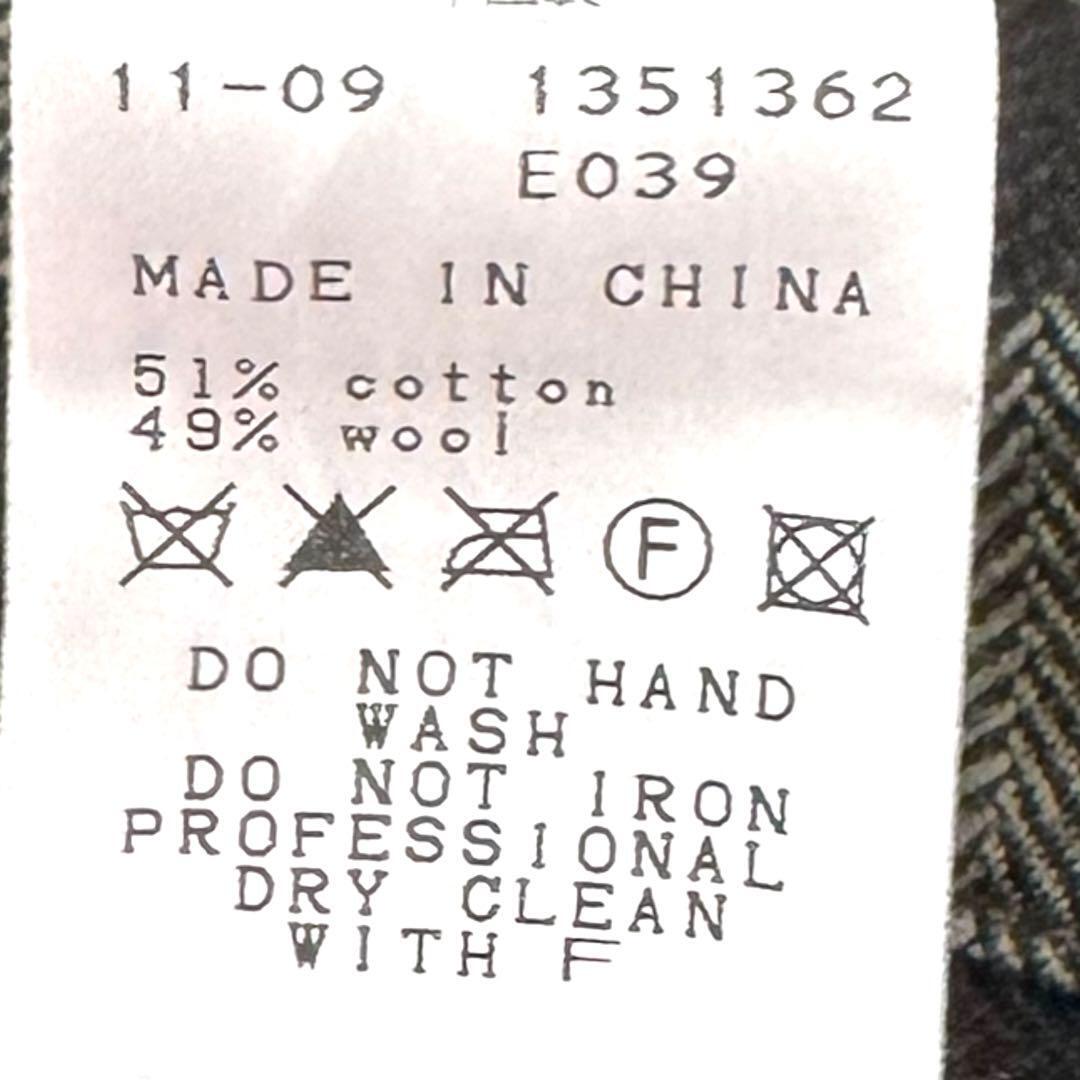 11-09 1351362
E039
MADE IN CHINA
51% cotton
49% wool
F
DO NOT HAND
WASH
DO NOT IRON
PROFESSIONAL
DRY CLEAN
WITH F